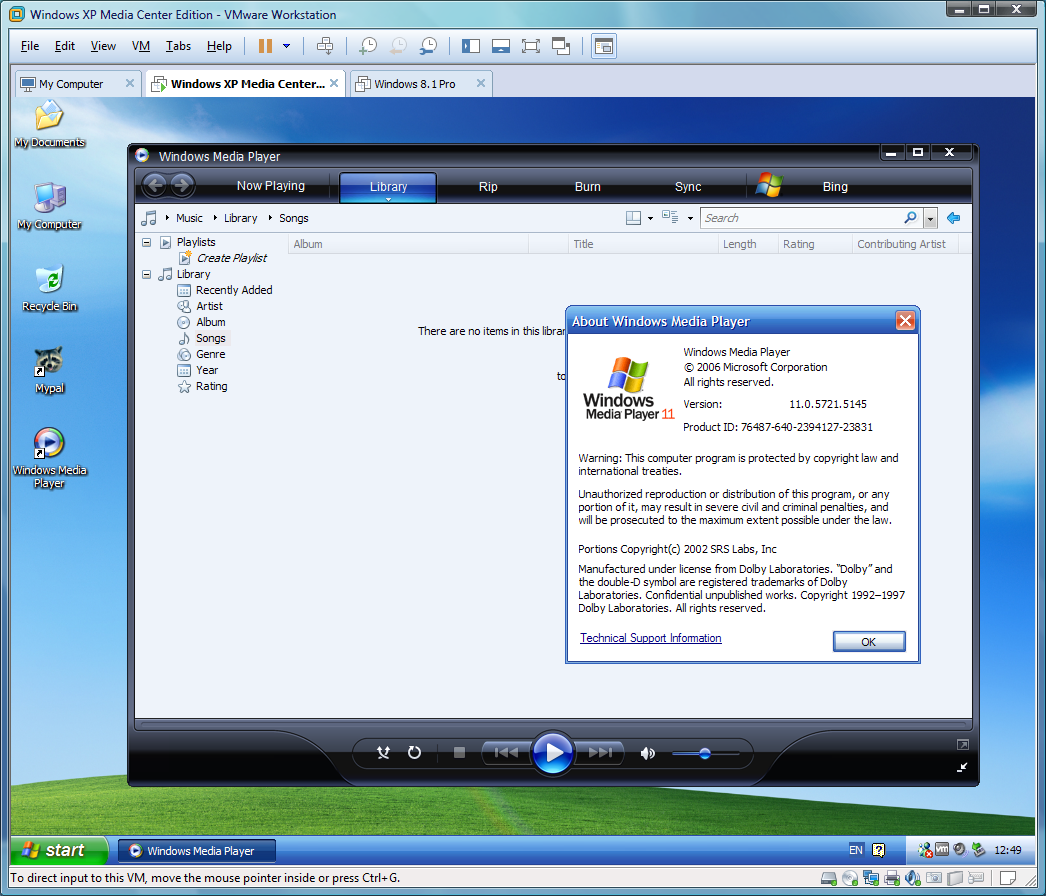 Windows XP Media Center Edition - VMware Workstation
File Edit View VM Tabs Help
My Computer
Windows XP Media Center...
Windows 8.1 Pro
My Documents
My Computer
Recycle Bin
Mypal
Windows Media
Player
Windows Media Player
Now Playing Library Rip Burn Sync Bing
Music Library Songs
Search
Playlists
Create Playlist
Library
Recently Added
Artist
Album
Songs
Genre
Year
Rating
Album Title Length Rating Contributing Artist
There are no items in this librar
to
About Windows Media Player
Windows
Media Player 11
Windows Media Player
© 2006 Microsoft Corporation
All rights reserved.
Version: 11.0.5721.5145
Product ID: 76487-640-2394127-23831
Warning: This computer program is protected by copyright law and
international treaties.
Unauthorized reproduction or distribution of this program, or any
portion of it, may result in severe civil and criminal penalties, and
will be prosecuted to the maximum extent possible under the law.
Portions Copyright(c) 2002 SRS Labs, Inc
Manufactured under license from Dolby Laboratories. “Dolby” and
the double-D symbol are registered trademarks of Dolby
Laboratories. Confidential unpublished works. Copyright 1992–1997
Dolby Laboratories. All rights reserved.
Technical Support Information
OK
start
Windows Media Player
EN
vm
12:49
To direct input to this VM, move the mouse pointer inside or press Ctrl+G.